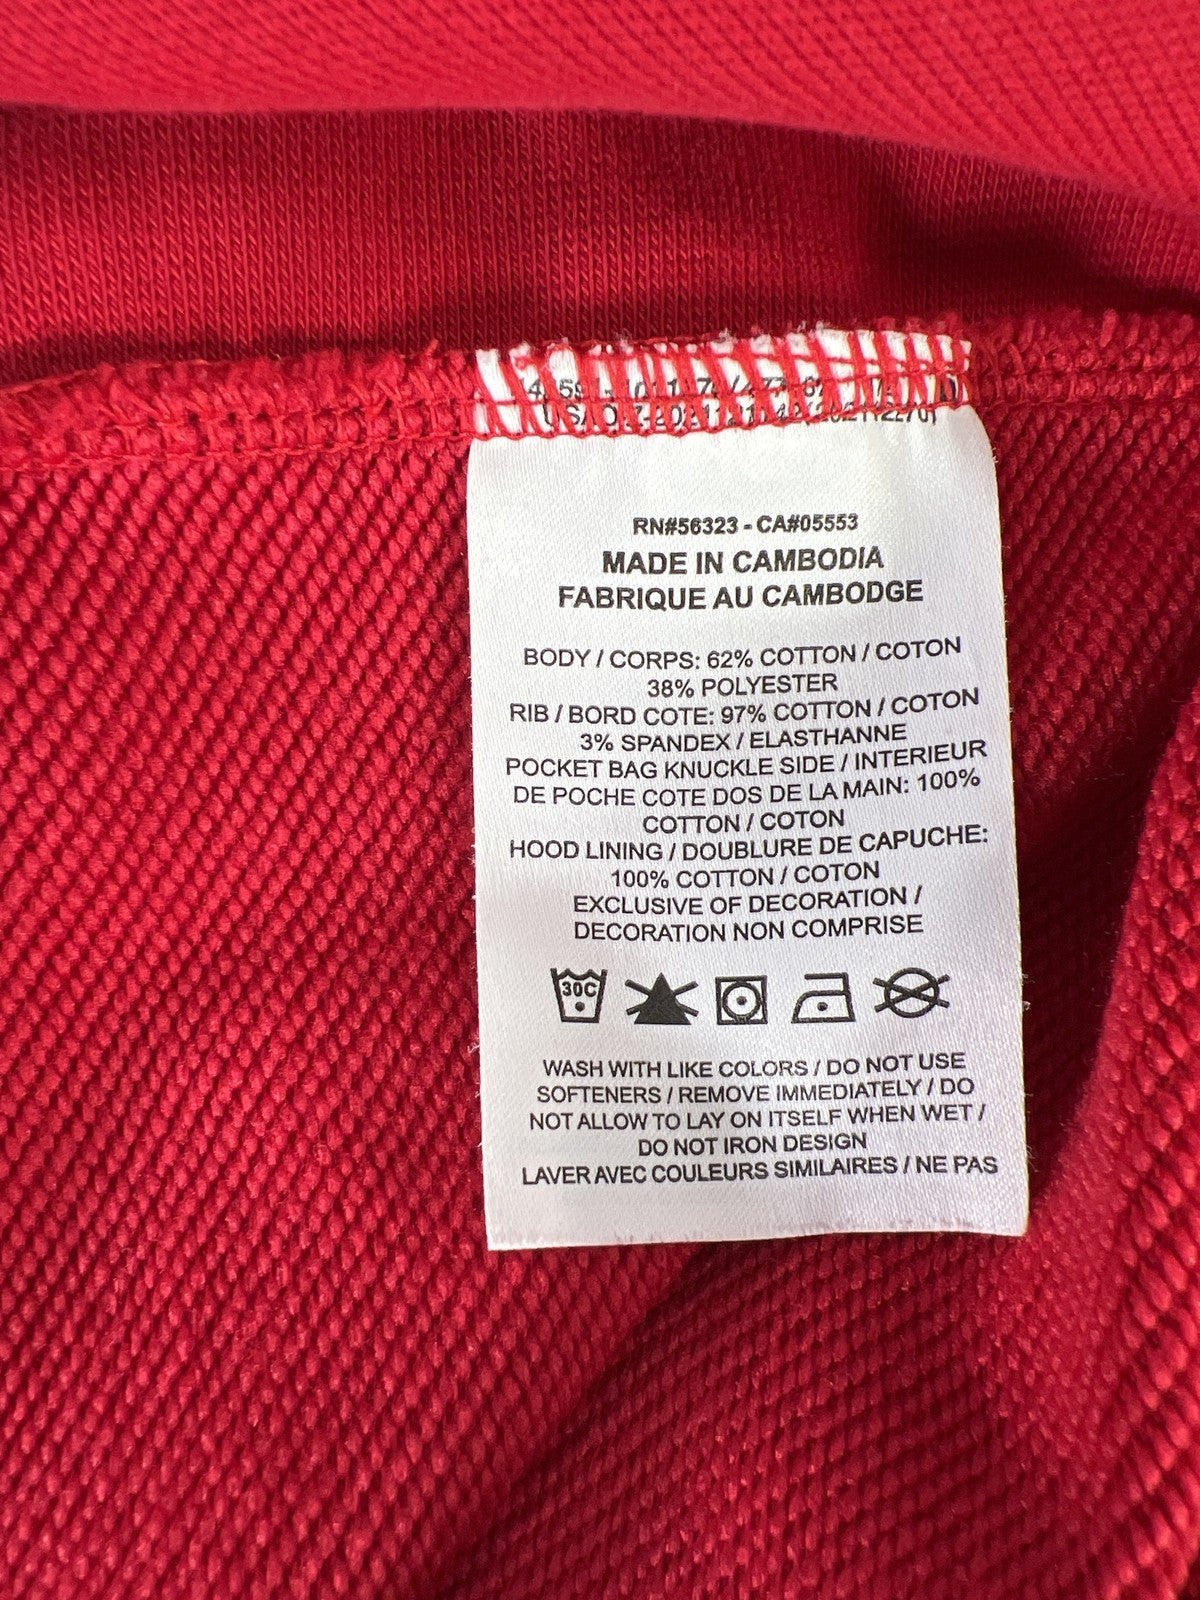 RN#56323 - CA#05553
MADE IN CAMBODIA
FABRIQUE AU CAMBODGE
BODY / CORPS: 62% COTTON / COTON
38% POLYESTER
RIB / BORD COTE: 97% COTTON / COTON
3% SPANDEX / ELASTHANNE
POCKET BAG KNUCKLE SIDE / INTERIEUR
DE POCHE COTE DOS DE LA MAIN: 100%
COTTON / COTON
HOOD LINING / DOUBLURE DE CAPUCHE:
100% COTTON / COTON
EXCLUSIVE OF DECORATION /
DECORATION NON COMPRISE
30C
WASH WITH LIKE COLORS / DO NOT USE
SOFTENERS / REMOVE IMMEDIATELY / DO
NOT ALLOW TO LAY ON ITSELF WHEN WET /
DO NOT IRON DESIGN
LAVER AVEC COULEURS SIMILAIRES / NE PAS